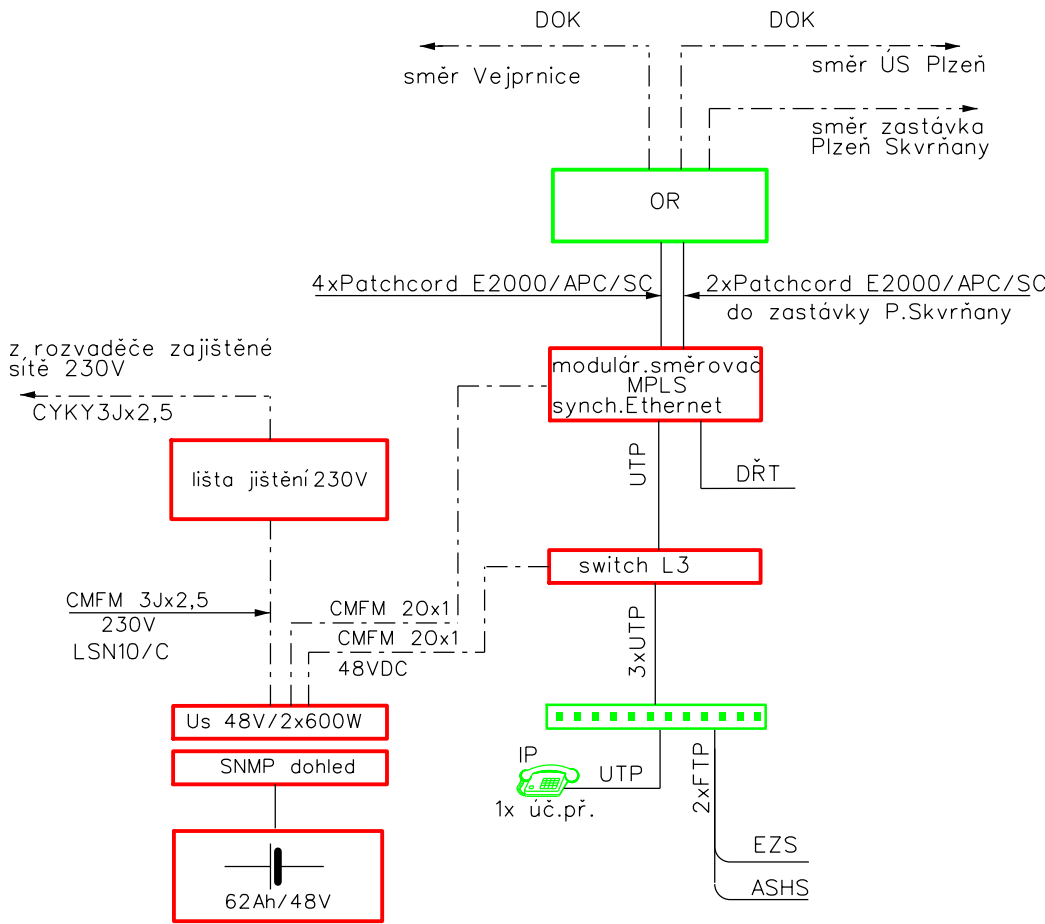 DOK
DOK
směr Vejprnice
směr ÚS Plzeň
směr zastávka
Plzeň Skvrňany
OR
4xPatchcord E2000/APC/SC
2xPatchcord E2000/APC/SC
do zastávky P.Skvrňany
z rozvaděče zajištěné
sítě 230V
CYKY3Jx2,5
modulár.směrovač
MPLS
synch.Ethernet
lišta jištění 230V
UTP
DŘT
switch L3
CMFM 3Jx2,5
230V
LSN10/C
CMFM 2Ox1
CMFM 2Ox1
48VDC
3xUTP
Us 48V/2x600W
SNMP dohled
IP
UTP
1x úč.př.
2xFTP
62Ah/48V
EZS
ASHS